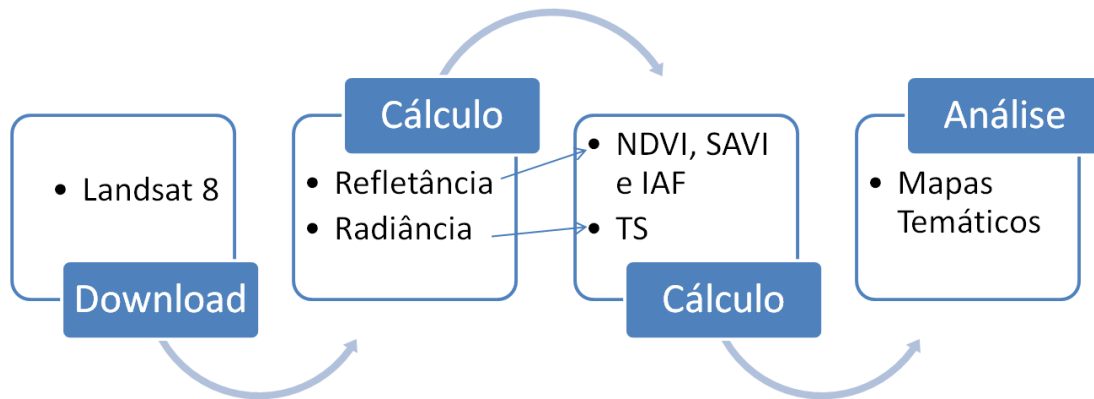 • Landsat 8
Download
Cálculo
• Refletância
• Radiância
• NDVI, SAVI
e IAF
• TS
Cálculo
Análise
• Mapas
Temáticos